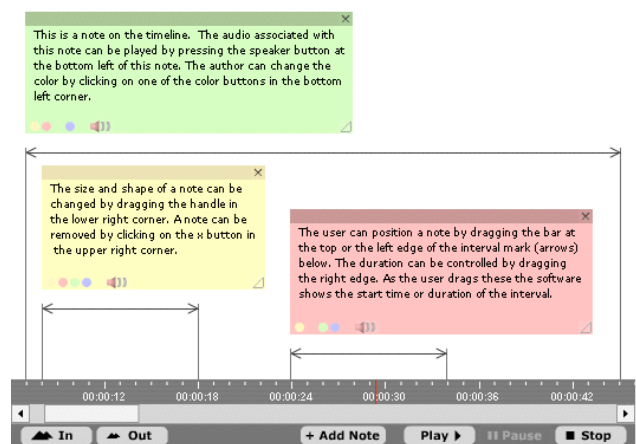 This is a note on the timeline. The audio associated with
this note can be played by pressing the speaker button at
the bottom left of this note. The author can change the
color by clicking on one of the color buttons in the bottom
left corner.
The size and shape of a note can be
changed by dragging the handle in
the lower right corner. A note can be
removed by clicking on the x button in
the upper right corner.
The user can position a note by dragging the bar at
the top or the left edge of the interval mark (arrows)
below. The duration can be controlled by dragging
the right edge. As the user drags these the software
shows the start time or duration of the interval.
00:00:12 00:00:18 00:00:24 00:00:30 00:00:36 00:00:42
In Out + Add Note Play Pause Stop